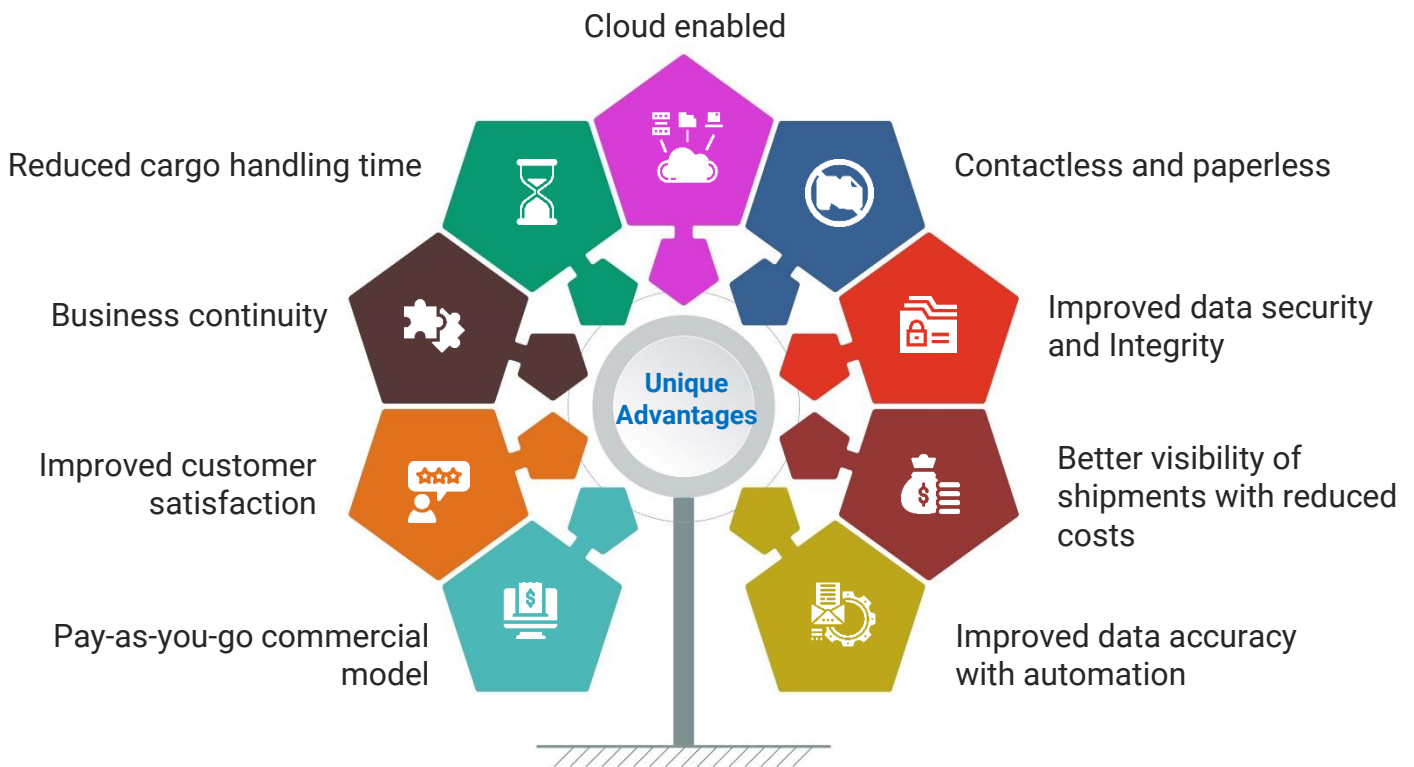 Cloud enabled
Reduced cargo handling time
Contactless and paperless
Business continuity
Improved data security
and Integrity
Unique
Advantages
Improved customer
satisfaction
Better visibility of
shipments with reduced
costs
Pay-as-you-go commercial
model
Improved data accuracy
with automation